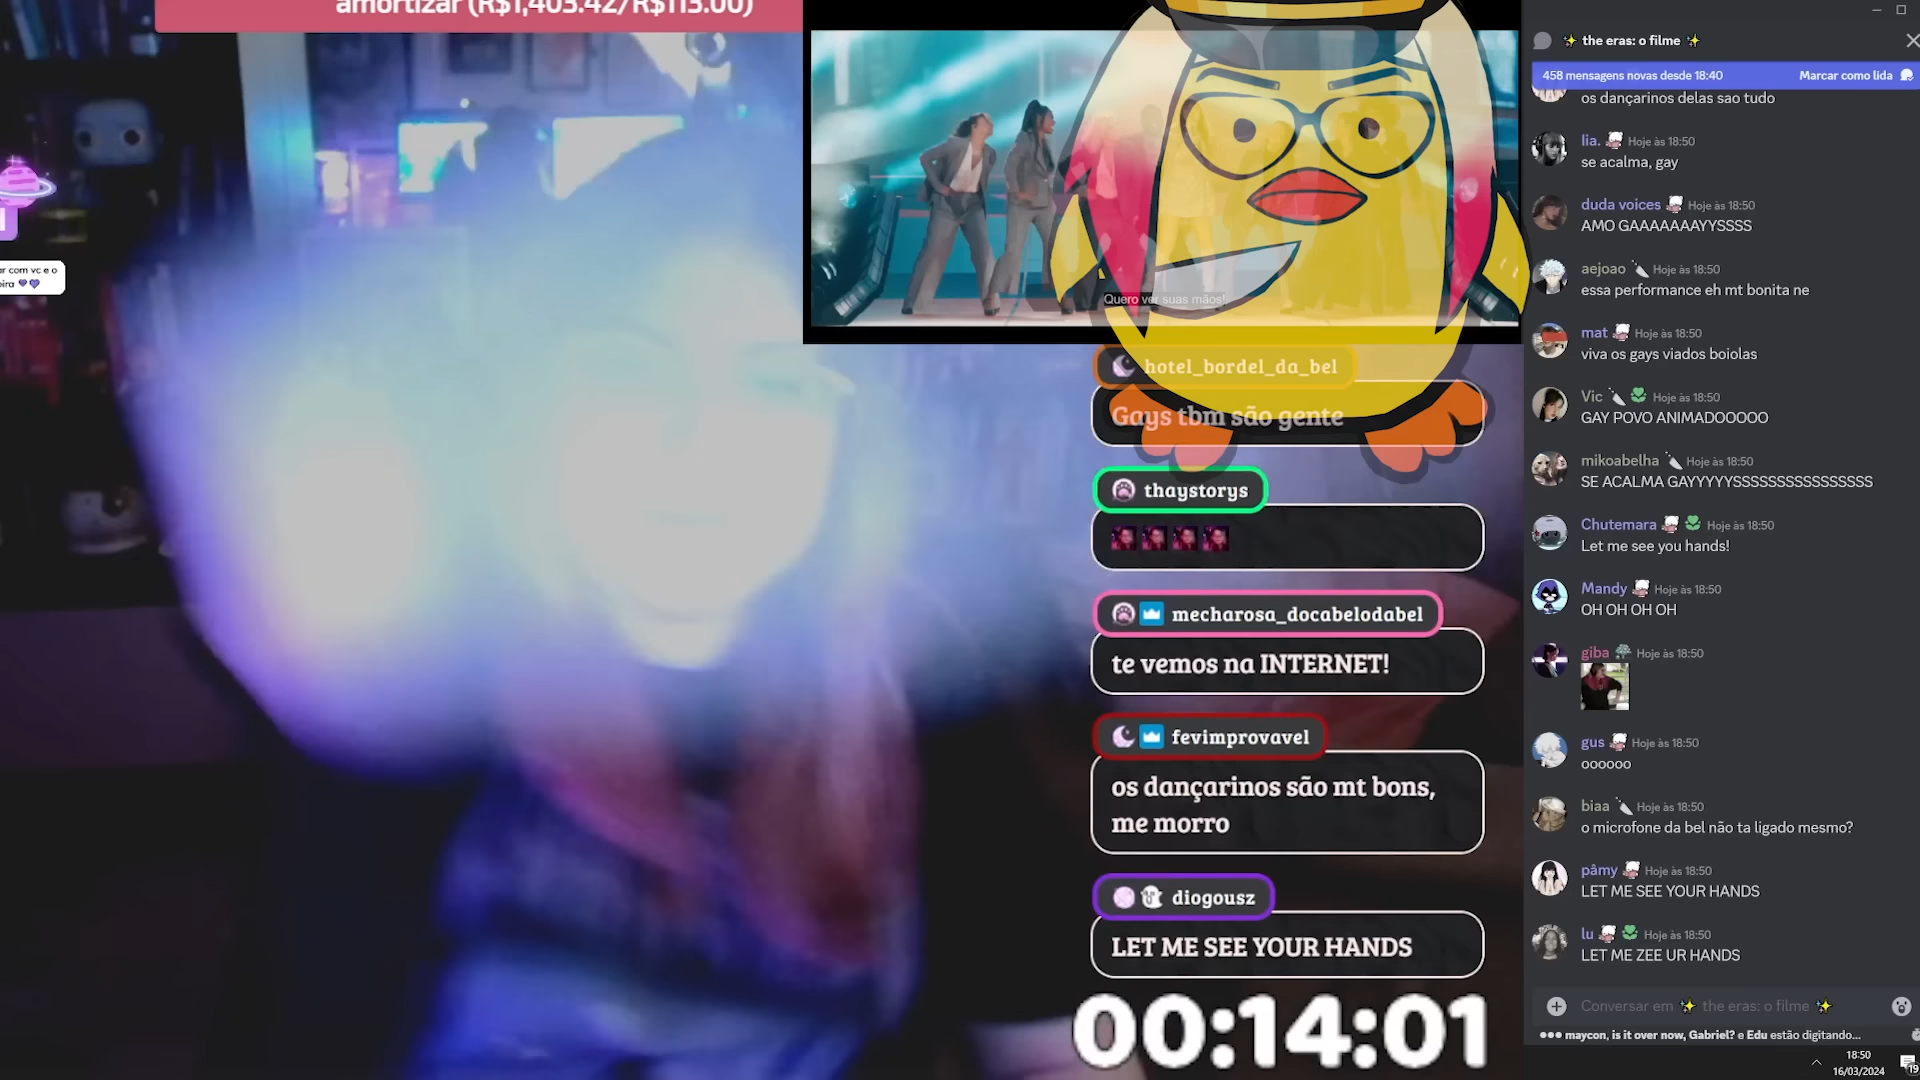 amortizar (R$1,403.42/R$113.00)
ar com vc e o
eira 💜💜
Quero ver suas mãos!
hotel_bordel_da_bel
Gays tbm são gente
thaystorys
mecharosa_docabelodabel
te vemos na INTERNET!
fevimprovavel
os dançarinos são mt bons,
me morro
diogousz
LET ME SEE YOUR HANDS
00:14:01
✨ the eras: o filme ✨
458 mensagens novas desde 18:40 Marcar como lida
os dançarinos delas sao tudo
lia. Hoje às 18:50
se acalma, gay
duda voices Hoje às 18:50
AMO GAAAAAAAYYSSSS
aejoao Hoje às 18:50
essa performance eh mt bonita ne
mat Hoje às 18:50
viva os gays viados boiolas
Vic Hoje às 18:50
GAY POVO ANIMADOOOOO
mikoabelha Hoje às 18:50
SE ACALMA GAYYYYYSSSSSSSSSSSSSSSS
Chutemara Hoje às 18:50
Let me see you hands!
Mandy Hoje às 18:50
OH OH OH OH
giba Hoje às 18:50
gus Hoje às 18:50
oooooo
biaa Hoje às 18:50
o microfone da bel não ta ligado mesmo?
pâmy Hoje às 18:50
LET ME SEE YOUR HANDS
lu Hoje às 18:50
LET ME ZEE UR HANDS
Conversar em ✨ the eras: o filme ✨
maycon, is it over now, Gabriel? e Edu estão digitando...
18:50
16/03/2024
19